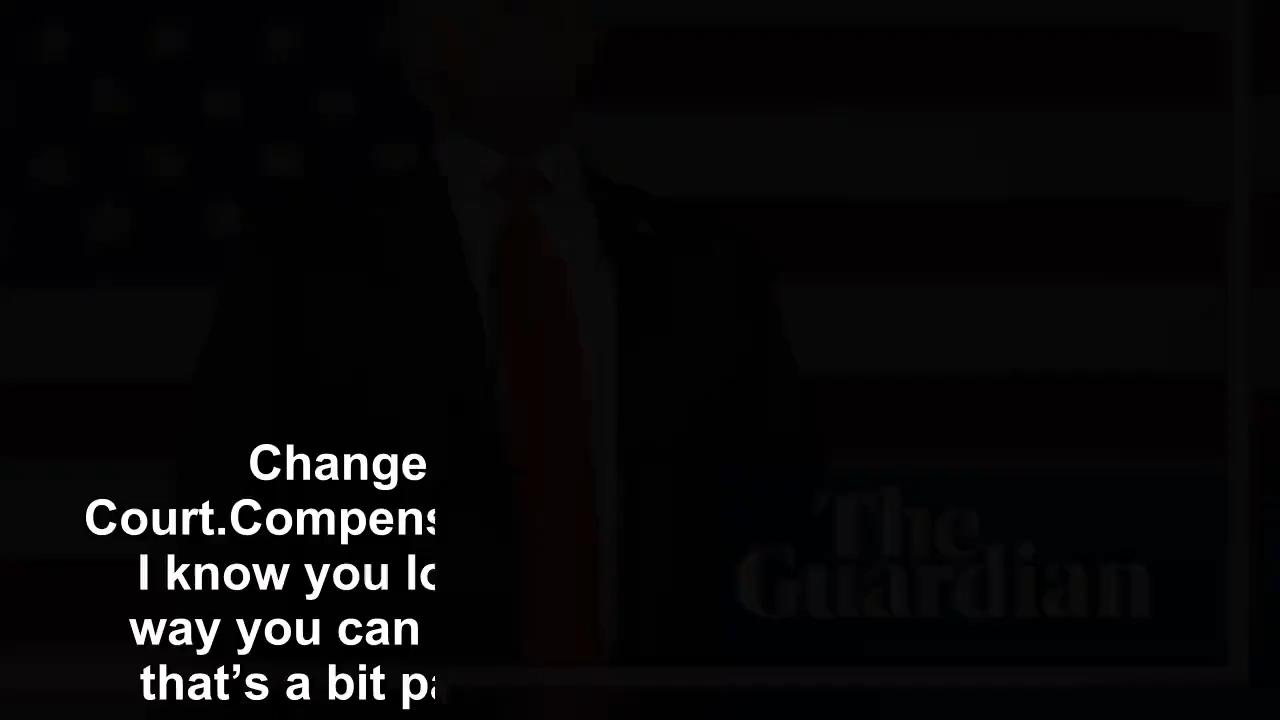 Change
Court.Compens
I know you lo
way you can
that’s a bit pa
The
Guardian